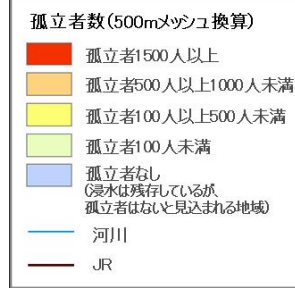 孤立者数(500mメッシュ換算)
孤立者1500人以上
孤立者500人以上1000人未満
孤立者100人以上500人未満
孤立者100人未満
孤立者なし
(浸水は残存しているが、
孤立者はないと見込まれる地域)
河川
JR